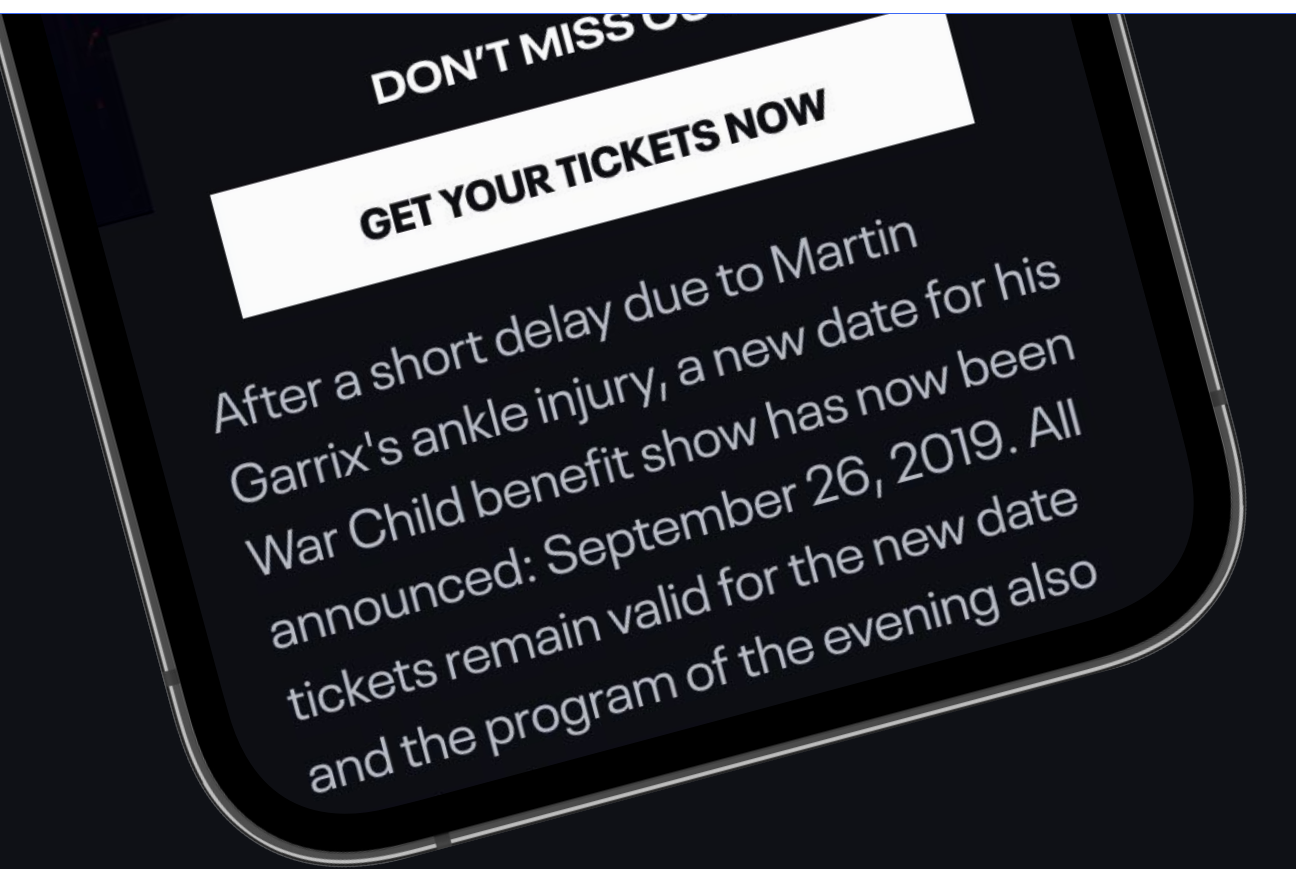 DON'T MISS
GET YOUR TICKETS NOW
After a short delay due to Martin
Garrix's ankle injury, a new date for his
War Child benefit show has now been
announced: September 26, 2019. All
tickets remain valid for the new date
and the program of the evening also